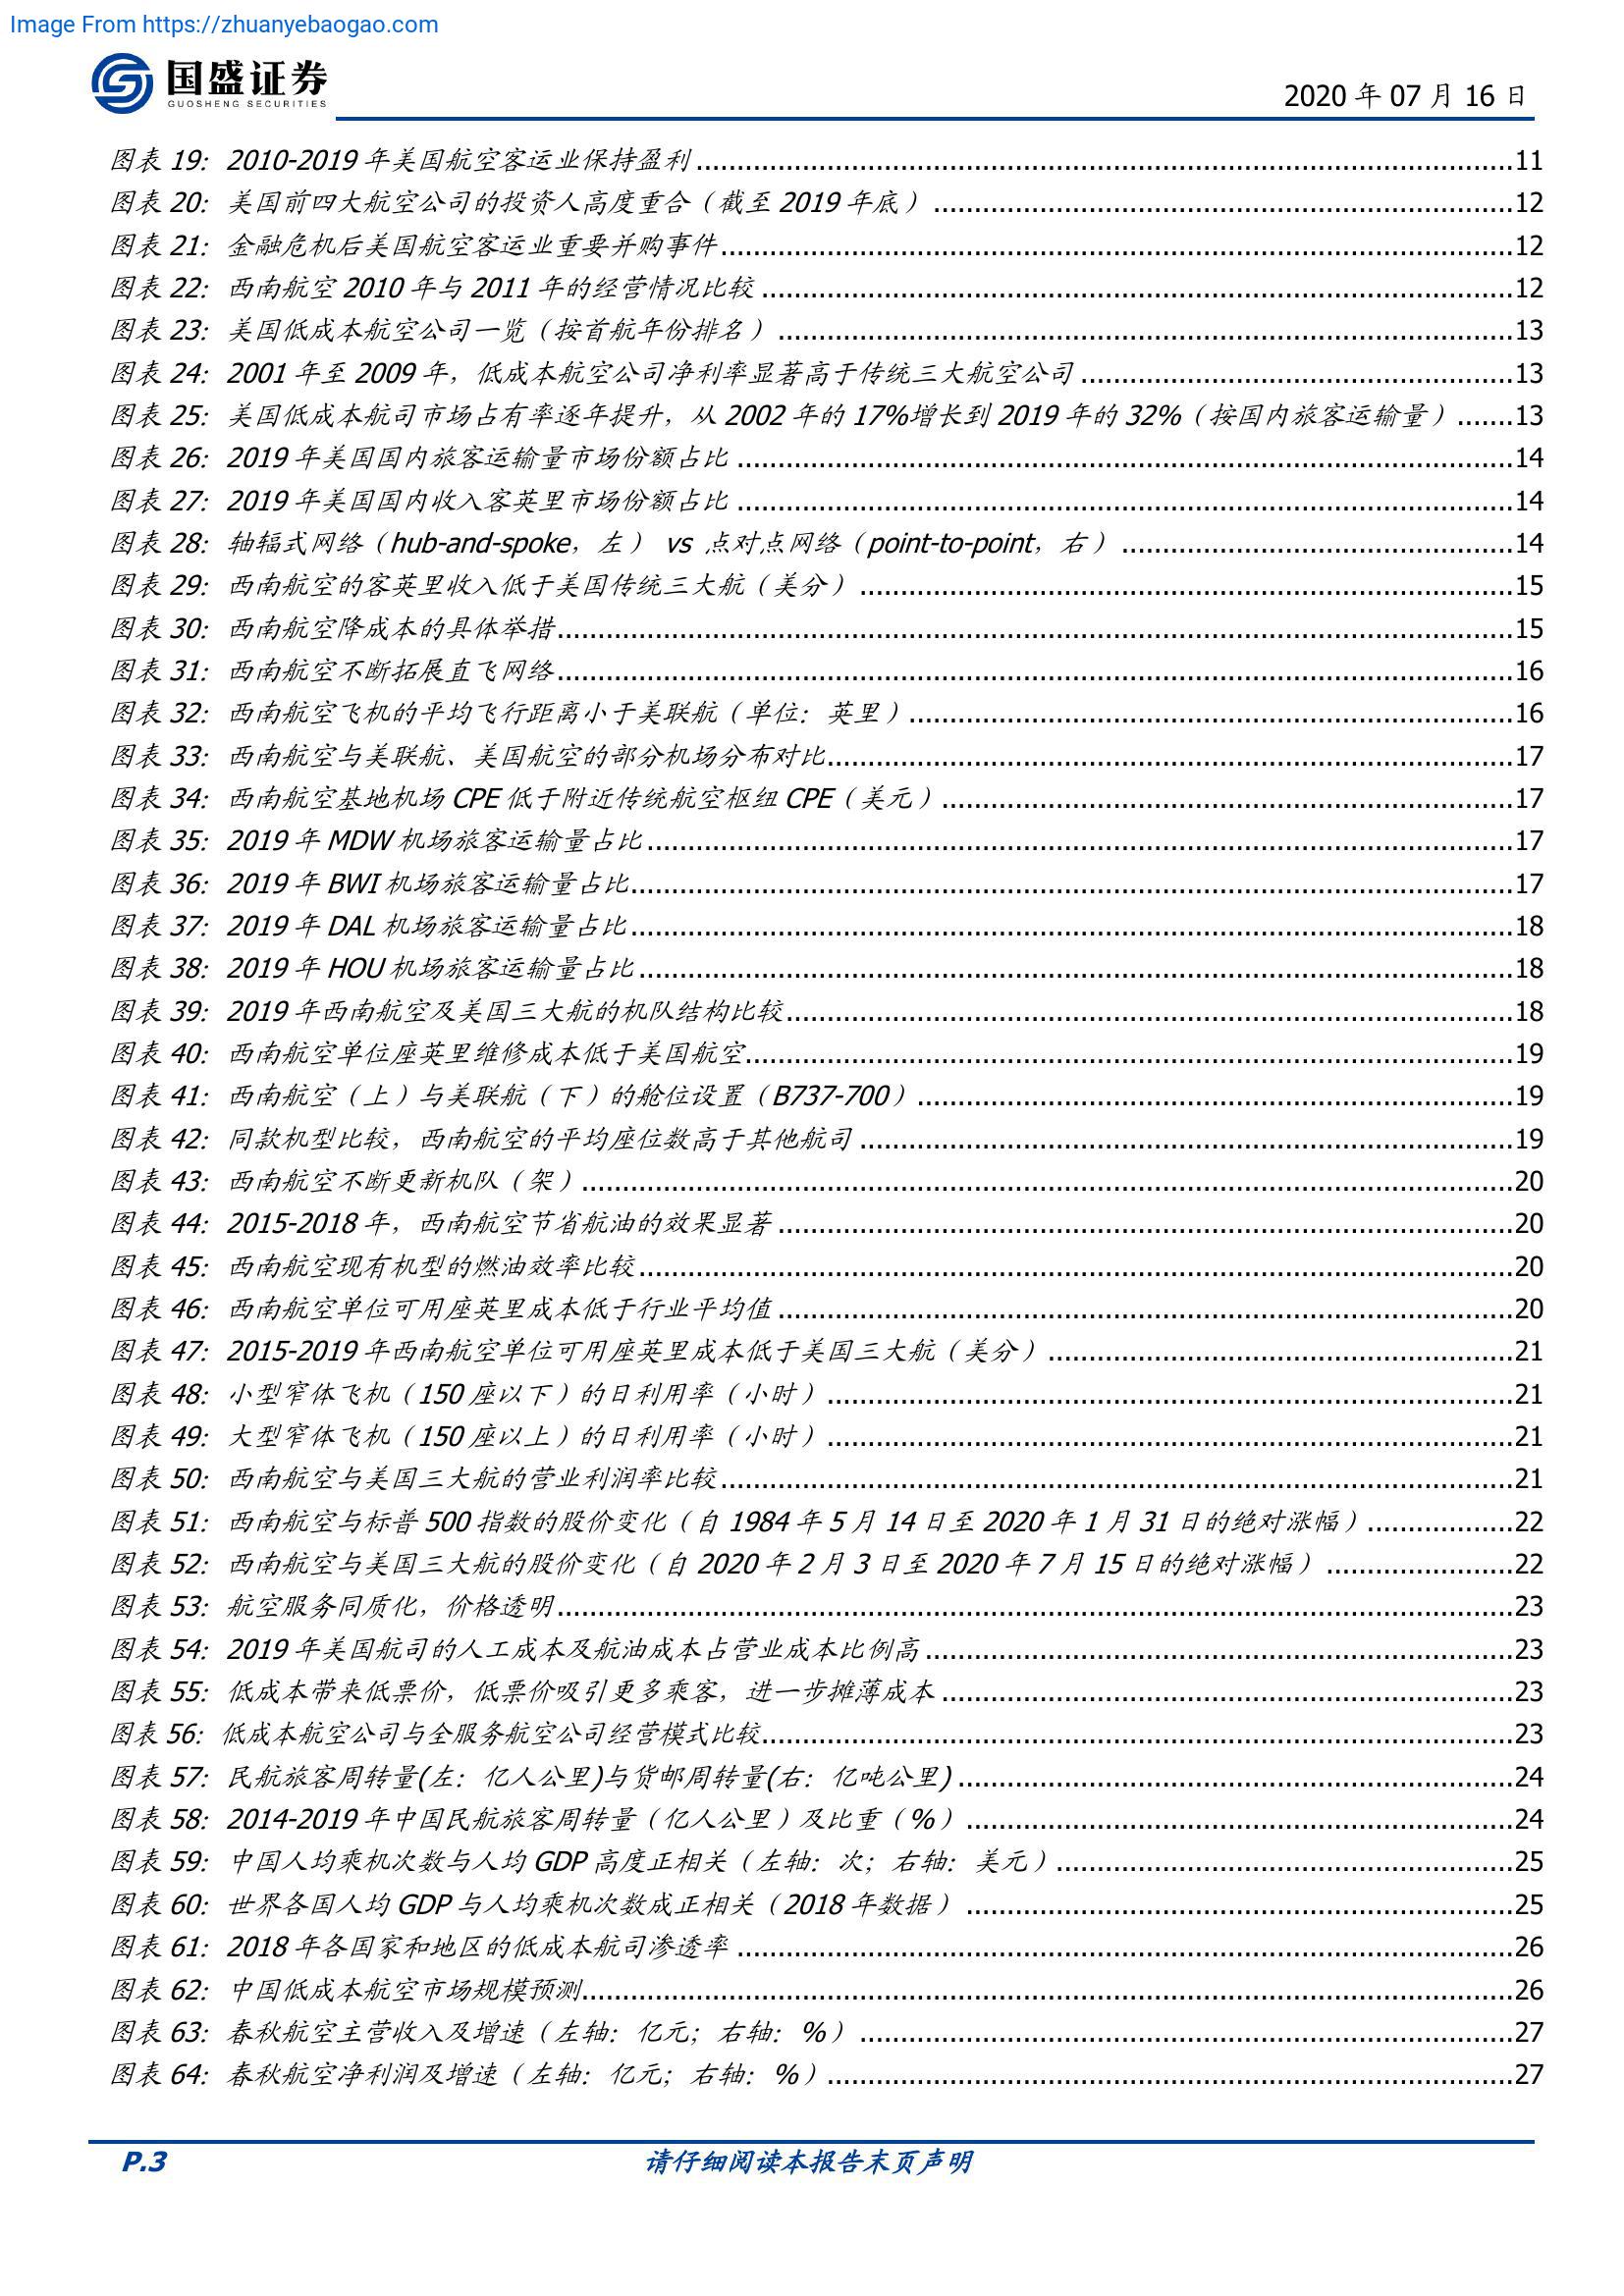 Image From https://zhuanyebaogao.com
国盛证券
GUOSHENG SECURITIES
2020 年 07 月 16 日
图表 19：2010-2019 年美国航空客运业保持盈利 ........................................ 11
图表 20：美国前四大航空公司的投资人高度重合（截至 2019 年底） ........................................ 12
图表 21：金融危机后美国航空客运业重要并购事件 ........................................ 12
图表 22：西南航空 2010 年与 2011 年的经营情况比较 ........................................ 12
图表 23：美国低成本航空公司一览（按首航年份排名） ........................................ 13
图表 24：2001 年至 2009 年，低成本航空公司净利率显著高于传统三大航空公司 ........................................ 13
图表 25：美国低成本航司市场占有率逐年提升，从 2002 年的 17%增长到 2019 年的 32%（按国内旅客运输量） ....... 13
图表 26：2019 年美国国内旅客运输量市场份额占比 ........................................ 14
图表 27：2019 年美国国内收入客英里市场份额占比 ........................................ 14
图表 28：轴辐式网络（hub-and-spoke，左） vs 点对点网络（point-to-point，右） ........................................ 14
图表 29：西南航空的客英里收入低于美国传统三大航（美分） ........................................ 15
图表 30：西南航空降成本的具体举措 ........................................ 15
图表 31：西南航空不断拓展直飞网络 ........................................ 16
图表 32：西南航空飞机的平均飞行距离小于美联航（单位：英里） ........................................ 16
图表 33：西南航空与美联航、美国航空的部分机场分布对比 ........................................ 17
图表 34：西南航空基地机场 CPE 低于附近传统航空枢纽 CPE（美元） ........................................ 17
图表 35：2019 年 MDW 机场旅客运输量占比 ........................................ 17
图表 36：2019 年 BWI 机场旅客运输量占比 ........................................ 17
图表 37：2019 年 DAL 机场旅客运输量占比 ........................................ 18
图表 38：2019 年 HOU 机场旅客运输量占比 ........................................ 18
图表 39：2019 年西南航空及美国三大航的机队结构比较 ........................................ 18
图表 40：西南航空单位座英里维修成本低于美国航空 ........................................ 19
图表 41：西南航空（上）与美联航（下）的舱位设置（B737-700） ........................................ 19
图表 42：同款机型比较，西南航空的平均座位数高于其他航司 ........................................ 19
图表 43：西南航空不断更新机队（架） ........................................ 20
图表 44：2015-2018 年，西南航空节省航油的效果显著 ........................................ 20
图表 45：西南航空现有机型的燃油效率比较 ........................................ 20
图表 46：西南航空单位可用座英里成本低于行业平均值 ........................................ 20
图表 47：2015-2019 年西南航空单位可用座英里成本低于美国三大航（美分） ........................................ 21
图表 48：小型窄体飞机（150 座以下）的日利用率（小时） ........................................ 21
图表 49：大型窄体飞机（150 座以上）的日利用率（小时） ........................................ 21
图表 50：西南航空与美国三大航的营业利润率比较 ........................................ 21
图表 51：西南航空与标普 500 指数的股价变化（自 1984 年 5 月 14 日至 2020 年 1 月 31 日的绝对涨幅） .................. 22
图表 52：西南航空与美国三大航的股价变化（自 2020 年 2 月 3 日至 2020 年 7 月 15 日的绝对涨幅） ....................... 22
图表 53：航空服务同质化，价格透明 ........................................ 23
图表 54：2019 年美国航司的人工成本及航油成本占营业成本比例高 ........................................ 23
图表 55：低成本带来低票价，低票价吸引更多乘客，进一步摊薄成本 ........................................ 23
图表 56：低成本航空公司与全服务航空公司经营模式比较 ........................................ 23
图表 57：民航旅客周转量(左：亿人公里)与货邮周转量(右：亿吨公里) ........................................ 24
图表 58：2014-2019 年中国民航旅客周转量（亿人公里）及比重（%） ........................................ 24
图表 59：中国人均乘机次数与人均 GDP 高度正相关（左轴：次；右轴：美元） ........................................ 25
图表 60：世界各国人均 GDP 与人均乘机次数成正相关（2018 年数据） ........................................ 25
图表 61：2018 年各国家和地区的低成本航司渗透率 ........................................ 26
图表 62：中国低成本航空市场规模预测 ........................................ 26
图表 63：春秋航空主营收入及增速（左轴：亿元；右轴：%） ........................................ 27
图表 64：春秋航空净利润及增速（左轴：亿元；右轴：%） ........................................ 27
P.3
请仔细阅读本报告末页声明